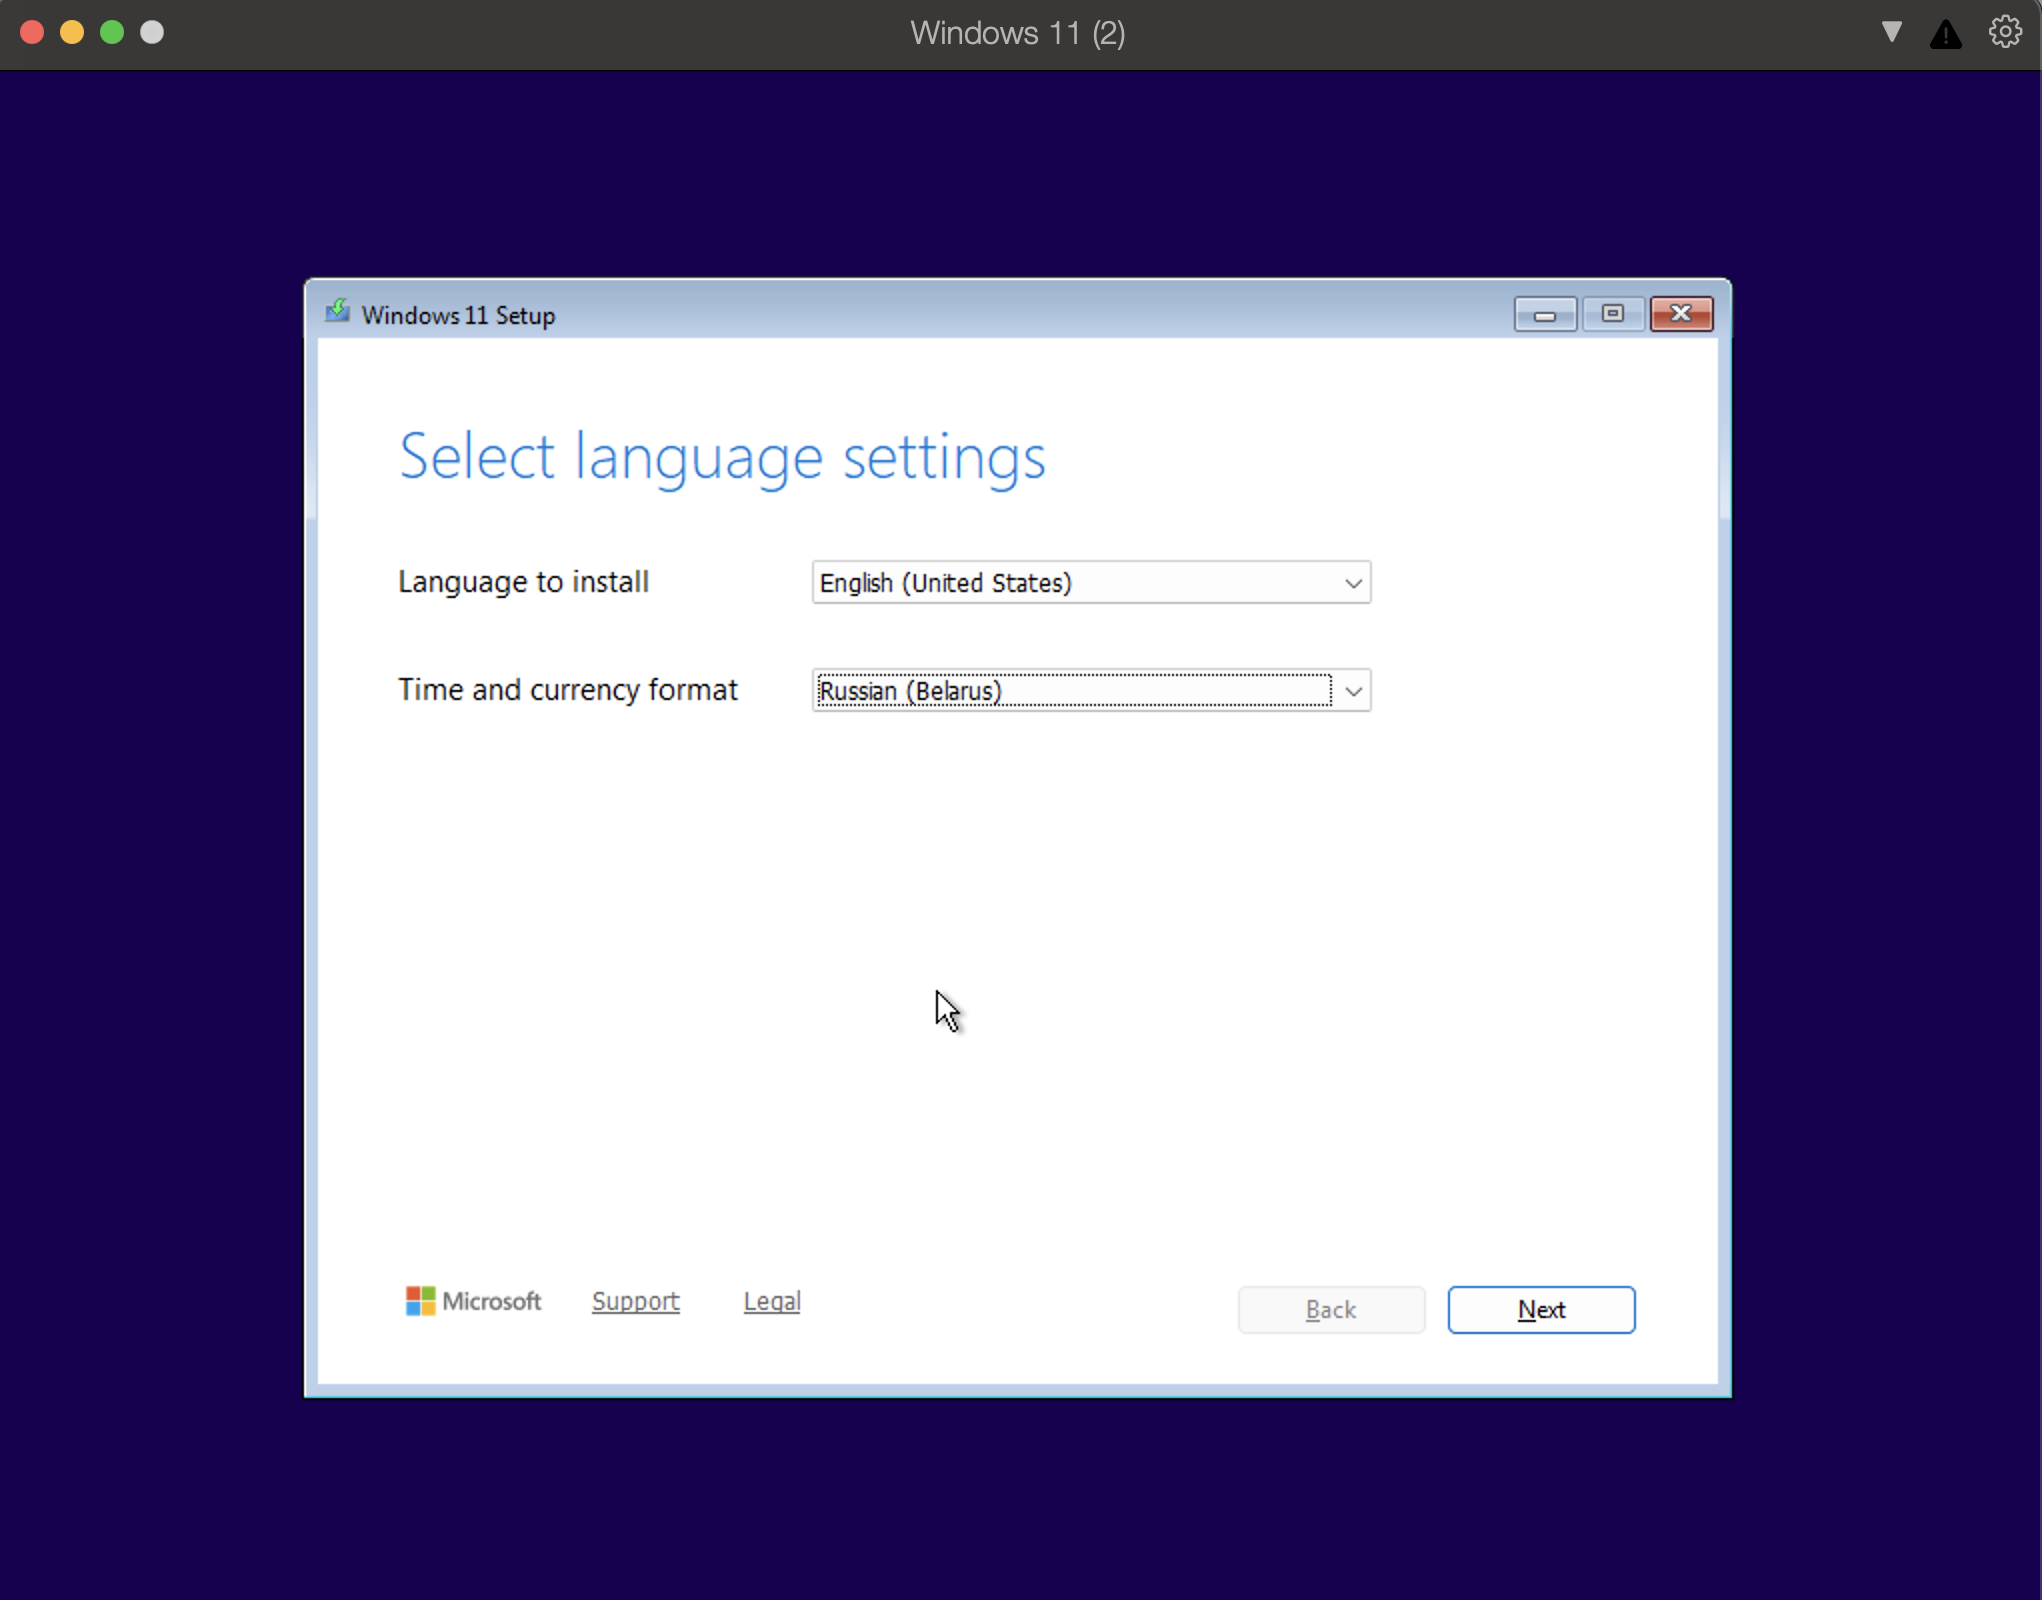 Windows 11 (2)
Windows 11 Setup
Select language settings
Language to install
English (United States)
Time and currency format
Russian (Belarus)
Microsoft
Support
Legal
Back
Next